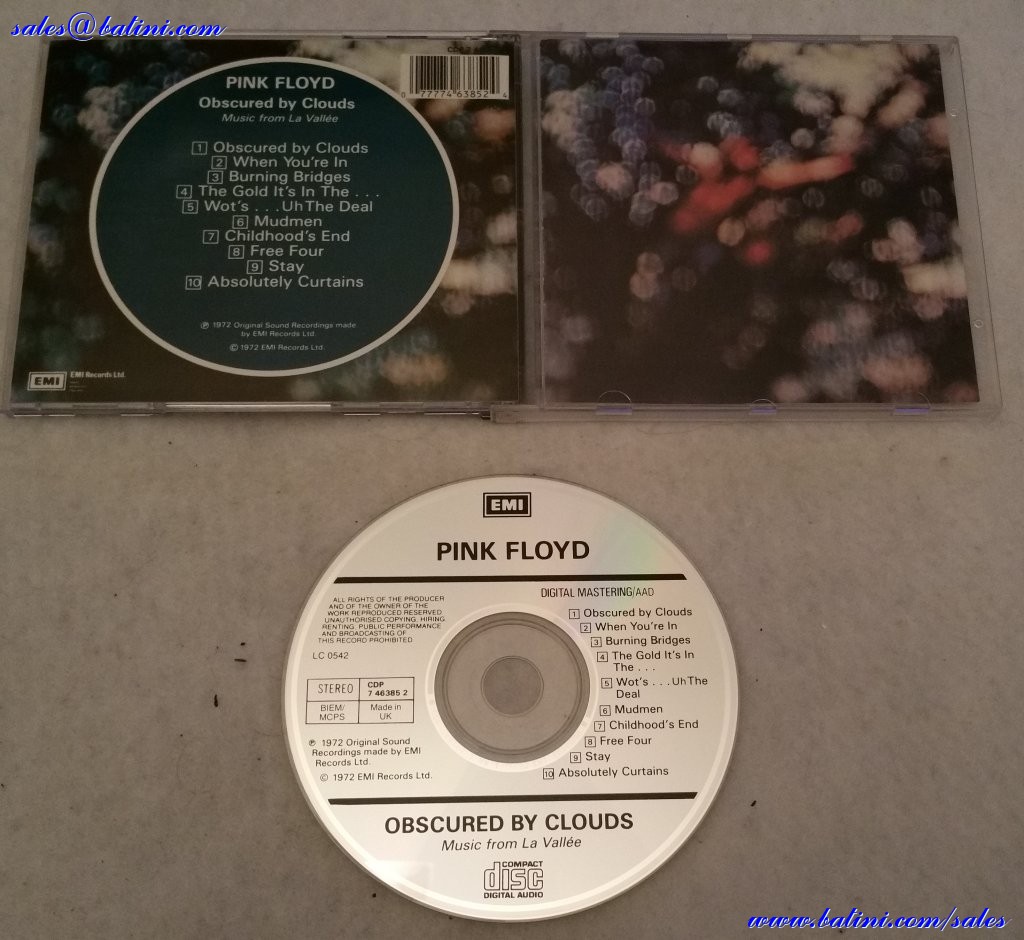 sales@batini.com
PINK FLOYD
Obscured by Clouds
Music from La Vallée
0 77774 63852 4
1 Obscured by Clouds
2 When You're In
3 Burning Bridges
4 The Gold It's In The . . .
5 Wot's . . . Uh The Deal
6 Mudmen
7 Childhood's End
8 Free Four
9 Stay
10 Absolutely Curtains
℗ 1972 Original Sound Recordings made
by EMI Records Ltd.
© 1972 EMI Records Ltd.
EMI
EMI Records Ltd.
EMI
PINK FLOYD
DIGITAL MASTERING/AAD
ALL RIGHTS OF THE PRODUCER
AND OF THE OWNER OF THE
WORK REPRODUCED RESERVED
UNAUTHORISED COPYING, HIRING
RENTING, PUBLIC PERFORMANCE
AND BROADCASTING OF
THIS RECORD PROHIBITED
LC 0542
STEREO
CDP
7 46385 2
BIEM/
MCPS
Made in
UK
℗ 1972 Original Sound
Recordings made by EMI
Records Ltd.
© 1972 EMI Records Ltd.
1 Obscured by Clouds
2 When You're In
3 Burning Bridges
4 The Gold It's In
The . . .
5 Wot's . . . Uh The
Deal
6 Mudmen
7 Childhood's End
8 Free Four
9 Stay
10 Absolutely Curtains
OBSCURED BY CLOUDS
Music from La Vallée
COMPACT
disc
DIGITAL AUDIO
www.batini.com/sales